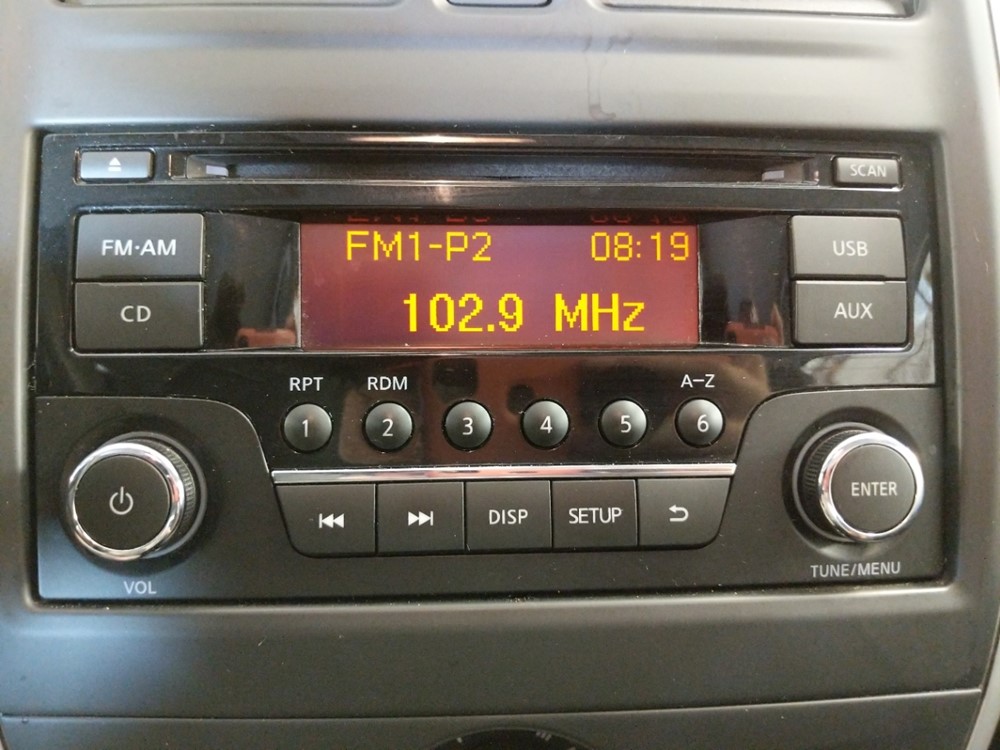 SCAN
FM·AM
FM1-P2 08:19
USB
CD
102.9 MHz
AUX
RPT RDM A-Z
1 2 3 4 5 6
DISP SETUP
ENTER
VOL
TUNE/MENU